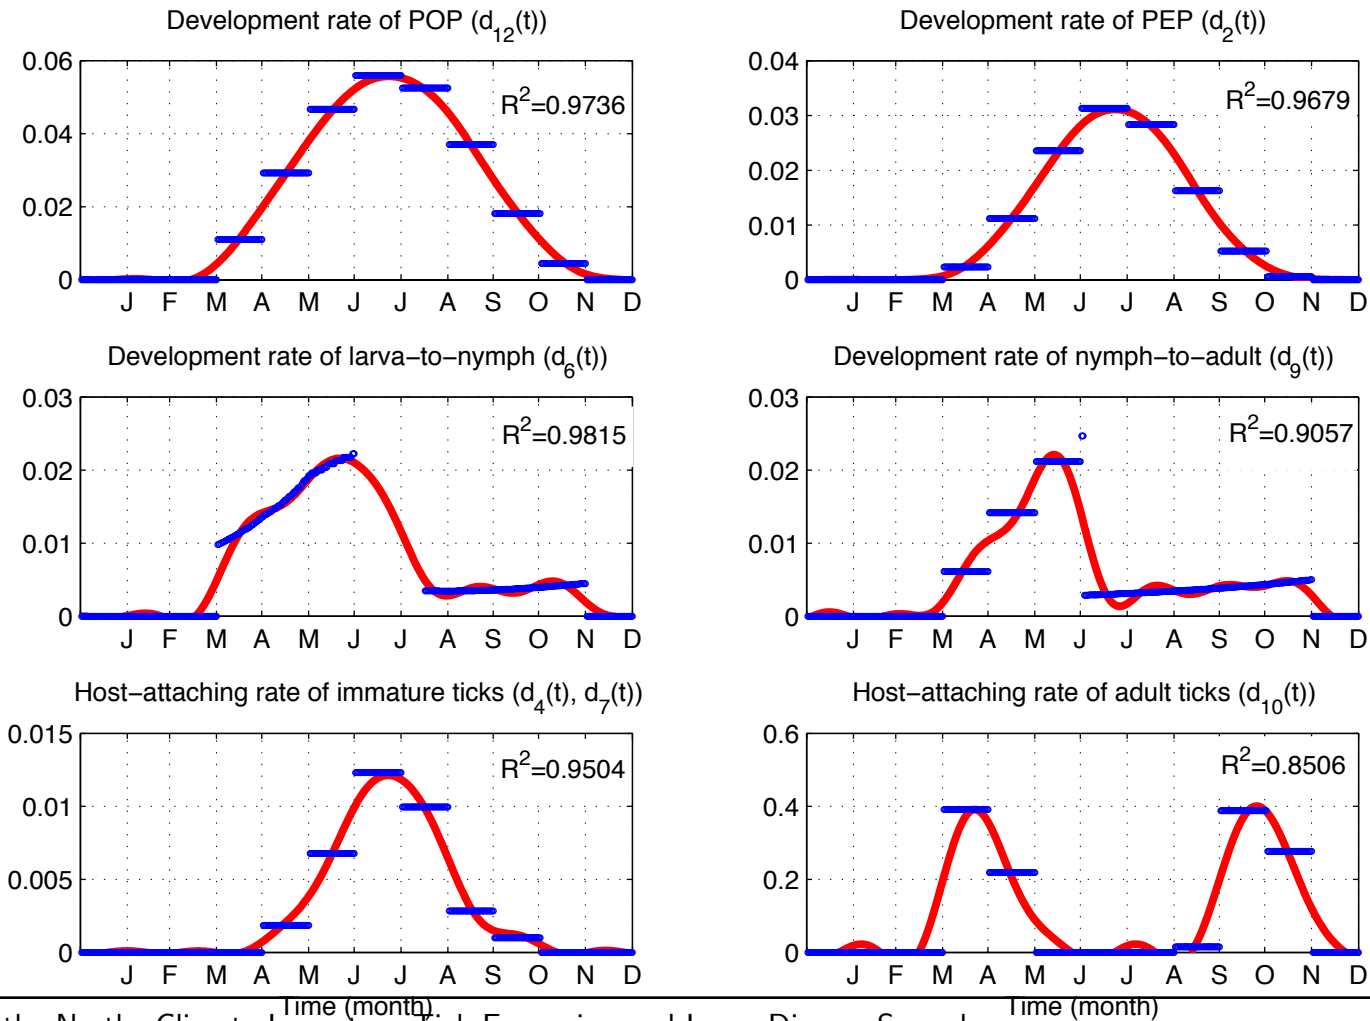 Development rate of POP (d12(t))
0.06
0.04
0.02
0
R2=0.9736
J F M A M J J A S O N D
Development rate of PEP (d2(t))
0.04
0.03
0.02
0.01
0
R2=0.9679
J F M A M J J A S O N D
Development rate of larva−to−nymph (d6(t))
0.03
0.02
0.01
0
R2=0.9815
J F M A M J J A S O N D
Development rate of nymph−to−adult (d9(t))
0.03
0.02
0.01
0
R2=0.9057
J F M A M J J A S O N D
Host−attaching rate of immature ticks (d4(t), d7(t))
0.015
0.01
0.005
0
R2=0.9504
J F M A M J J A S O N D
Time (month)
Host−attaching rate of adult ticks (d10(t))
0.6
0.4
0.2
0
R2=0.8506
J F M A M J J A S O N D
Time (month)